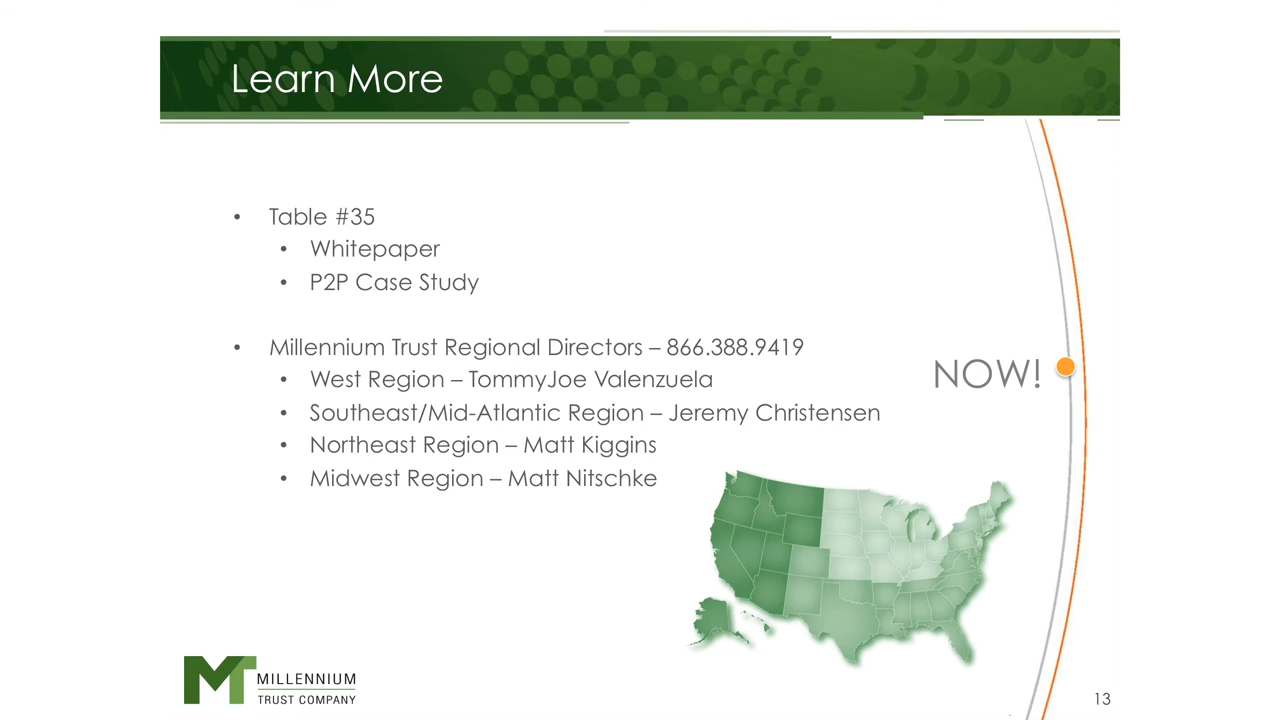 Learn More
• Table #35
• Whitepaper
• P2P Case Study
• Millennium Trust Regional Directors – 866.388.9419
• West Region – TommyJoe Valenzuela
• Southeast/Mid-Atlantic Region – Jeremy Christensen
• Northeast Region – Matt Kiggins
• Midwest Region – Matt Nitschke
NOW!
MT MILLENNIUM
TRUST COMPANY
13